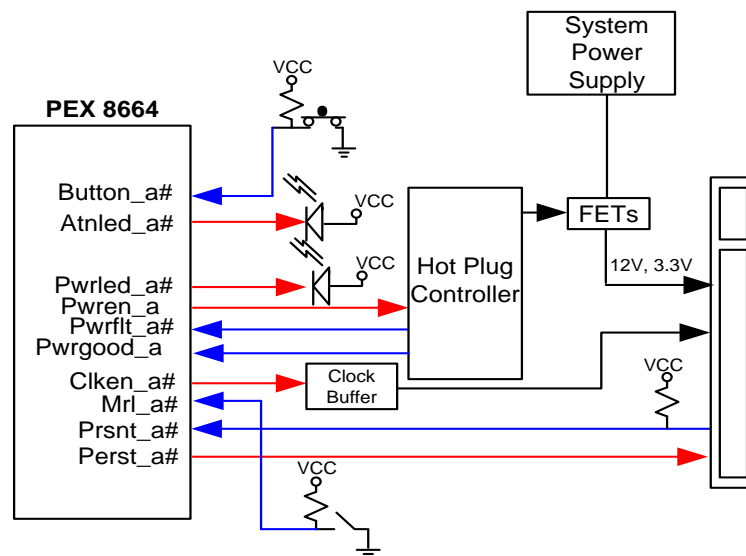 System
Power
Supply
VCC
PEX 8664
Button_a#
Atnled_a#
VCC
FETs
Hot Plug
Controller
12V, 3.3V
VCC
Pwrled_a#
Pwren_a
Pwrflt_a#
Pwrgood_a
Clken_a#
Clock
Buffer
VCC
Mrl_a#
Prsnt_a#
Perst_a#
VCC